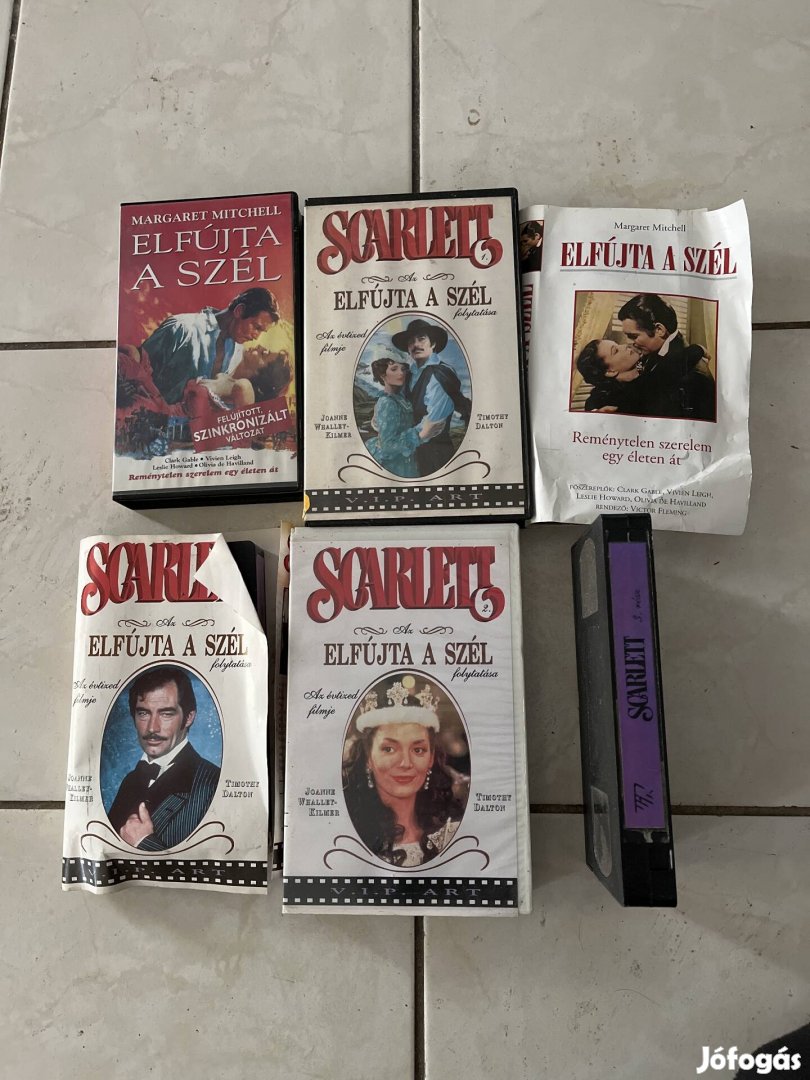 MARGARET MITCHELL
ELFÚJTA
A SZÉL
FELÚJÍTOTT,
SZINKRONIZÁLT
VÁLTOZAT
Clark Gable • Vivien Leigh
Leslie Howard • Olivia de Havilland
Reménytelen szerelem egy életen át
SCARLETT
1.
Az
ELFÚJTA A SZÉL
folytatása
Az évtized
filmje
JOANNE
WHALLEY-
KILMER
TIMOTHY
DALTON
V.I.P. ART
Margaret Mitchell
ELFÚJTA A SZÉL
Reménytelen szerelem
egy életen át
FŐSZEREPLŐK: CLARK GABLE, VIVIEN LEIGH,
LESLIE HOWARD, OLIVIA DE HAVILLAND
RENDEZŐ: VICTOR FLEMING
SCARLE
Az
ELFÚJTA A SZÉL
folytatása
Az évtized
filmje
JOANNE
WHALLEY-
KILMER
TIMOTHY
DALTON
V.I.P. ART
SCARLETT
2.
Az
ELFÚJTA A SZÉL
folytatása
Az évtized
filmje
JOANNE
WHALLEY-
KILMER
TIMOTHY
DALTON
V.I.P. ART
SCARLETT 3. rész
Jófogás